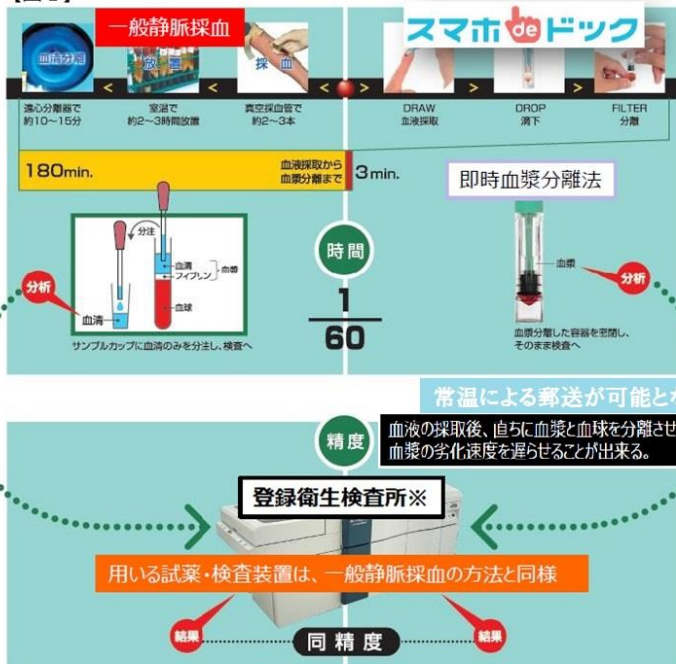 一般静脈採血
スマホdeドック
血清分離
放置
採血
遠心分離器で
約10～15分
室温で
約2～3時間放置
真空採血管で
約2～3本
DRAW
血液採取
DROP
滴下
FILTER
分離
180min.
血液採取から
血漿分離まで
3min.
即時血漿分離法
分注
血清
フィブリン
血漿
血球
血清
分析
サンプルカップに血清のみを分注し、検査へ
時間
1
60
血漿
分析
血漿分離した容器を密閉し、
そのまま検査へ
常温による郵送が可能と
精度
血液の採取後、直ちに血漿と血球を分離させ
血漿の劣化速度を遅らせることが出来る。
登録衛生検査所※
用いる試薬・検査装置は、一般静脈採血の方法と同様
結果
同精度
結果